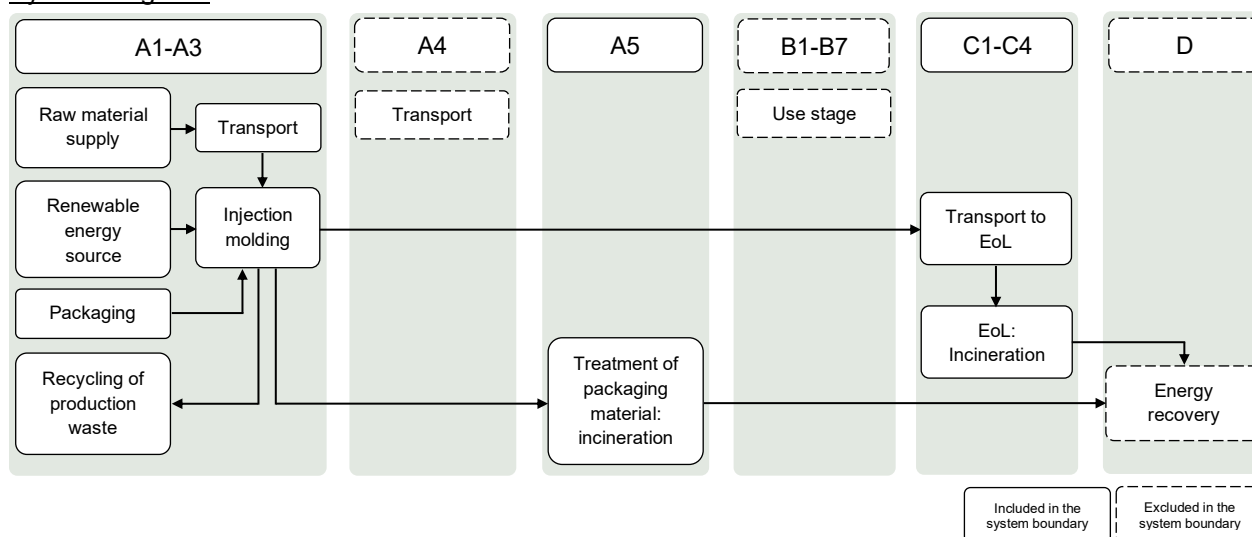 A1-A3
A4
A5
B1-B7
C1-C4
D
Raw material
supply
Transport
Transport
Use stage
Renewable
energy
source
Injection
molding
Transport to
EoL
Packaging
EoL:
Incineration
Recycling of
production
waste
Treatment of
packaging
material:
incineration
Energy
recovery
Included in the
system boundary
Excluded in the
system boundary